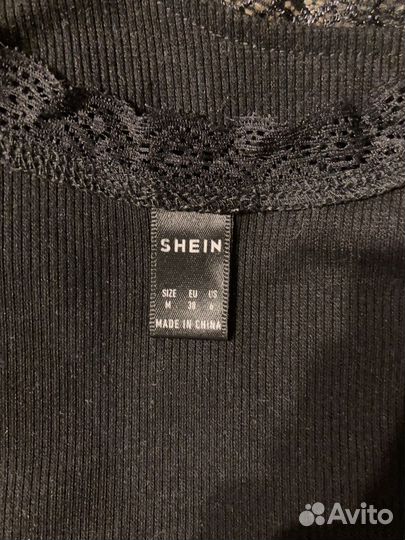 SHEIN
SIZE EU US
M 38 6
MADE IN CHINA
Avito